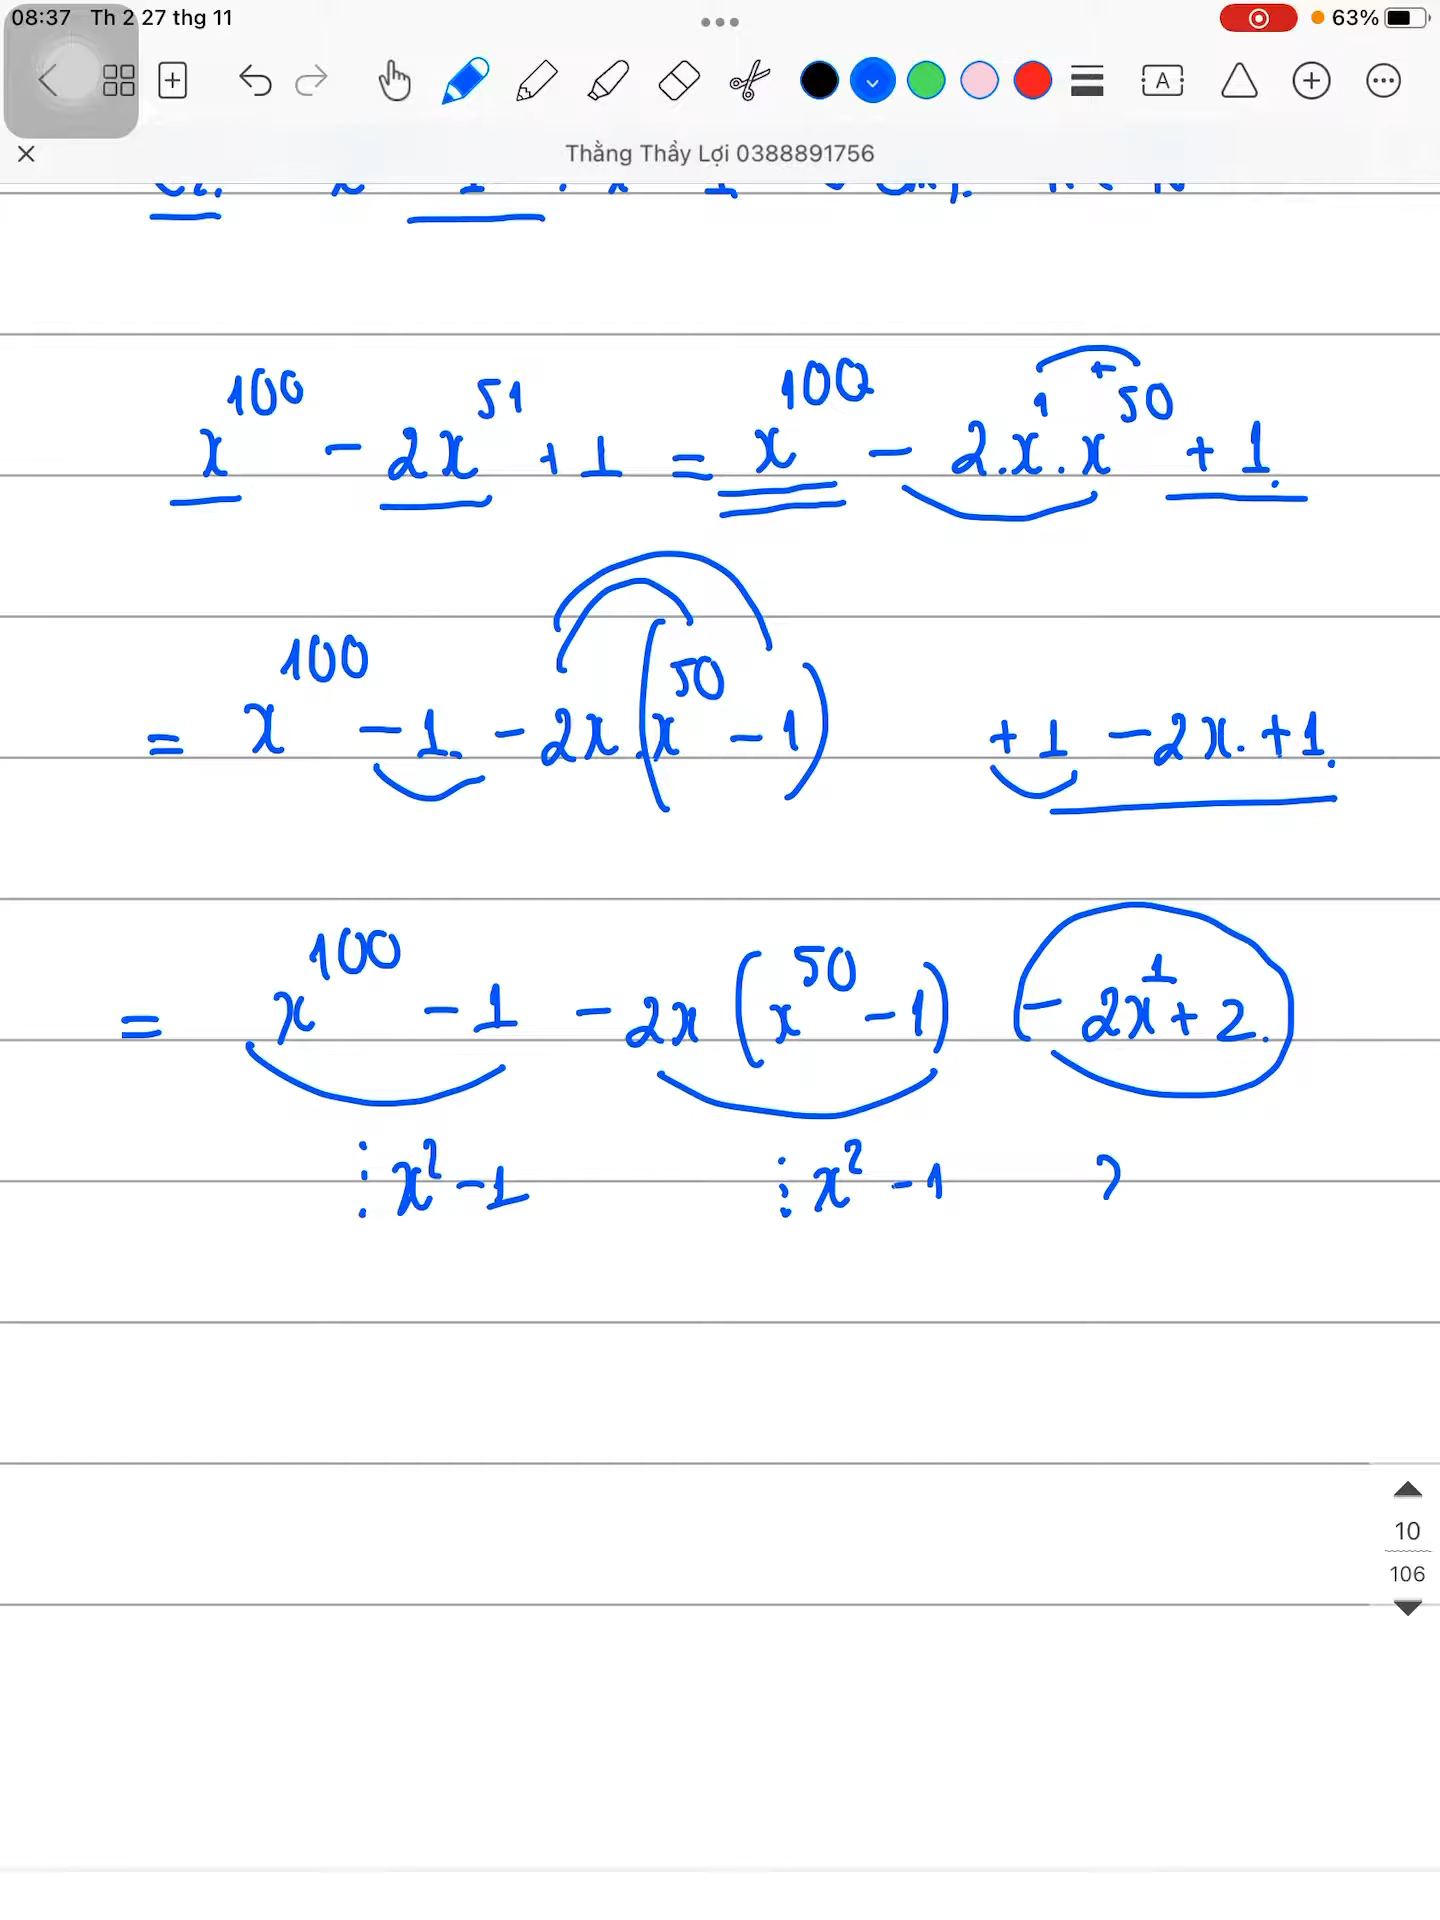 08:37 Th 2 27 thg 11
63%
A
Thằng Thầy Lợi 0388891756
x^100 - 2x^51 + 1 = x^100 - 2.x^1.x^50 + 1.
+
= x^100 - 1. - 2x.(x^50 - 1) + 1 - 2x. + 1.
= x^100 - 1 - 2x(x^50 - 1) (- 2x^1 + 2.
⋮ x^2 - 1 ⋮ x^2 - 1 ?
10
106